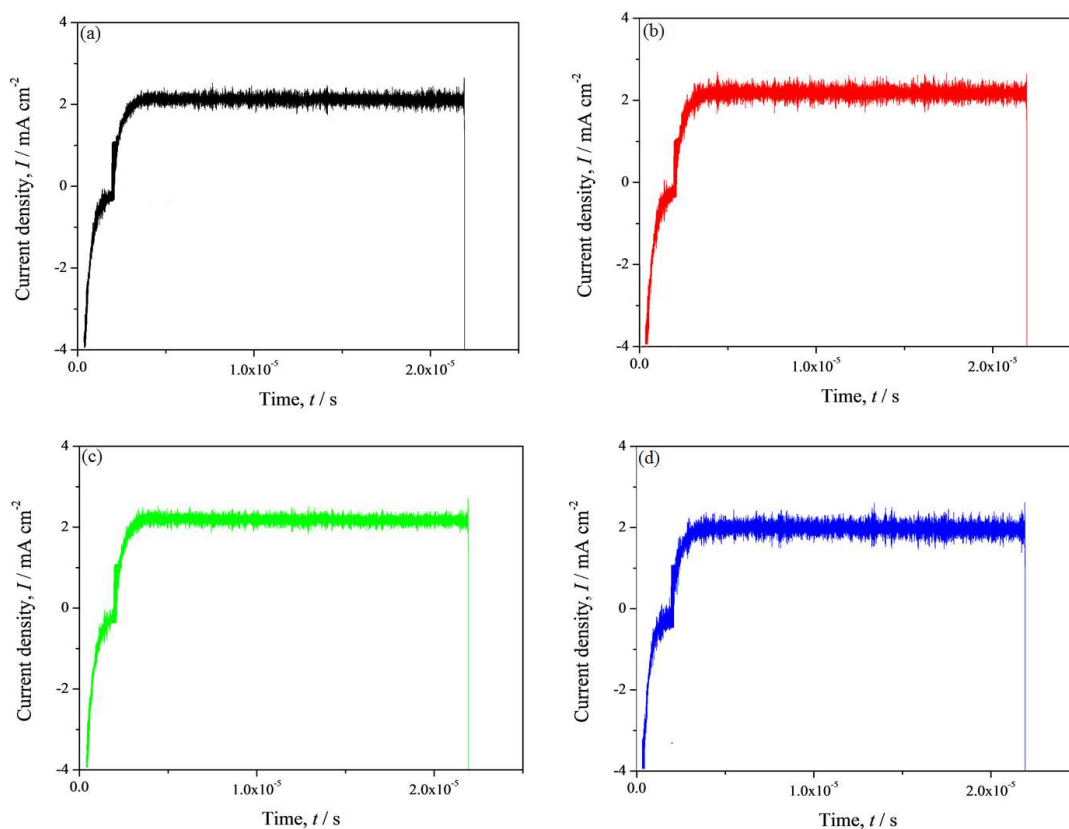 (a)
4
2
0
-2
-4
Current density, I / mA cm-2
0.0 1.0x10-5 2.0x10-5
Time, t / s
(b)
4
2
0
-2
-4
Current density, I / mA cm-2
0.0 1.0x10-5 2.0x10-5
Time, t / s
(c)
4
2
0
-2
-4
Current density, I / mA cm-2
0.0 1.0x10-5 2.0x10-5
Time, t / s
(d)
4
2
0
-2
-4
Current density, I / mA cm-2
0.0 1.0x10-5 2.0x10-5
Time, t / s